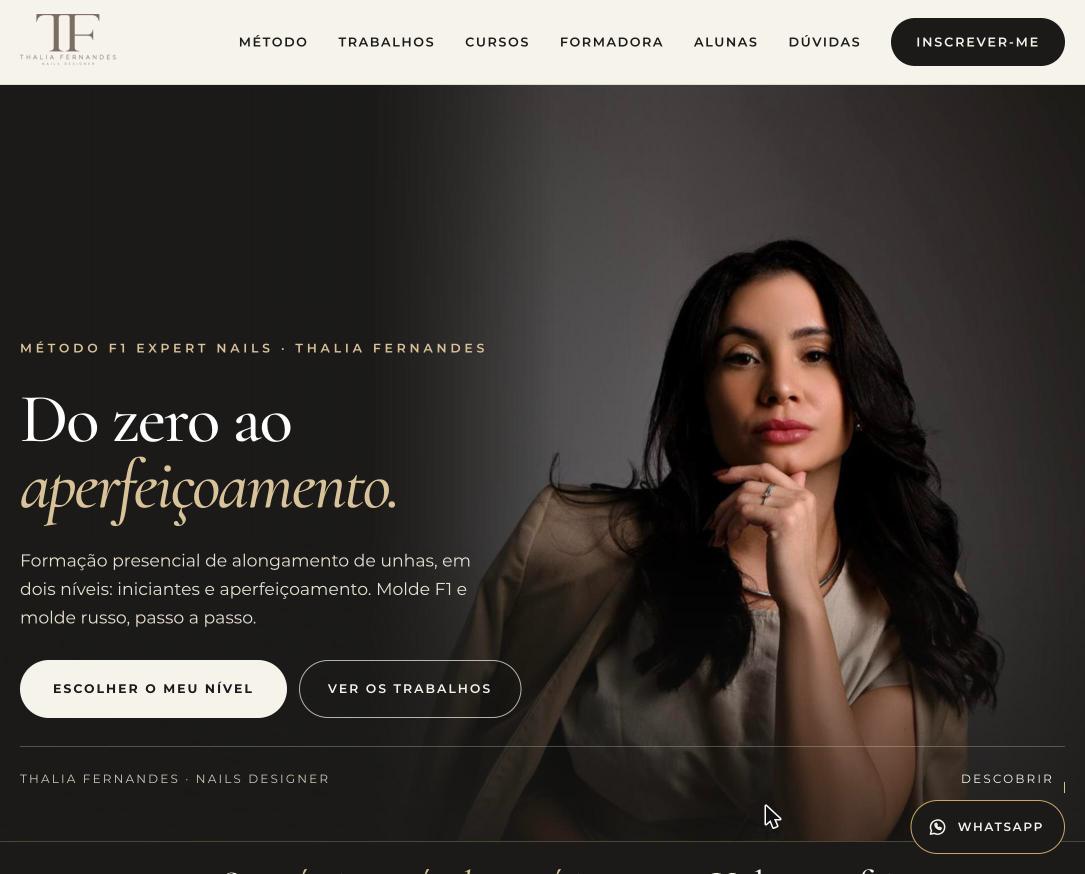 TF
THALIA FERNANDES
NAILS DESIGNER
MÉTODO
TRABALHOS
CURSOS
FORMADORA
ALUNAS
DÚVIDAS
INSCREVER-ME
MÉTODO F1 EXPERT NAILS · THALIA FERNANDES
Do zero ao
aperfeiçoamento.
Formação presencial de alongamento de unhas, em
dois níveis: iniciantes e aperfeiçoamento. Molde F1 e
molde russo, passo a passo.
ESCOLHER O MEU NÍVEL
VER OS TRABALHOS
THALIA FERNANDES · NAILS DESIGNER
DESCOBRIR
WHATSAPP